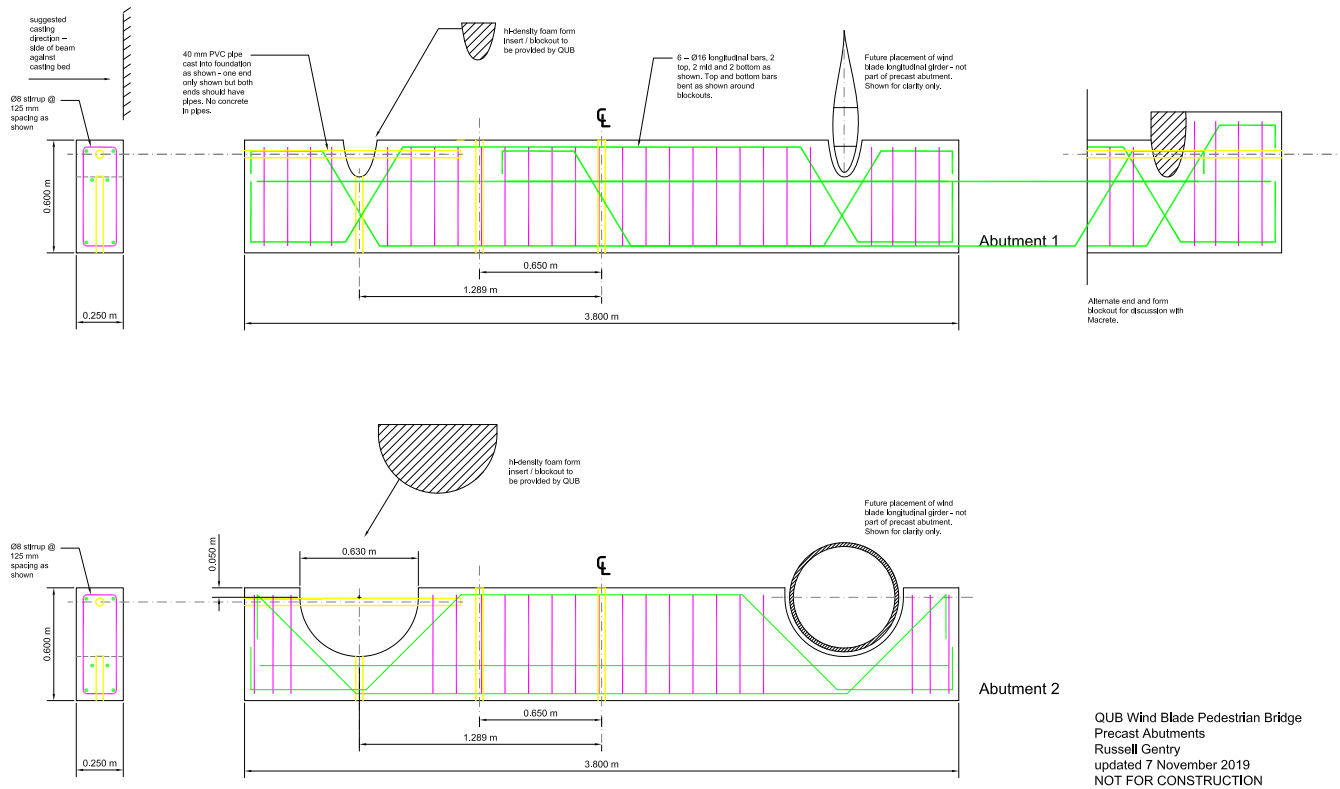 suggested
casting
direction –
side of beam
against
casting bed
Ø8 stirrup @
125 mm
spacing as
shown
40 mm PVC pipe
cast into foundation
as shown - one end
only shown but both
ends should have
pipes. No concrete
in pipes.
hi-density foam form
insert / blockout to
be provided by QUB
6 – Ø16 longitudinal bars, 2
top, 2 mid and 2 bottom as
shown. Top and bottom bars
bent as shown around
blockouts.
Future placement of wind
blade longitudinal girder - not
part of precast abutment.
Shown for clarity only.
0.600 m
0.250 m
0.650 m
1.289 m
3.800 m
Abutment 1
Alternate end and form
blockout for discussion with
Macrete.
hi-density foam form
insert / blockout to
be provided by QUB
Future placement of wind
blade longitudinal girder - not
part of precast abutment.
Shown for clarity only.
Ø8 stirrup @
125 mm
spacing as
shown
0.050 m
0.630 m
0.600 m
0.250 m
0.650 m
1.289 m
3.800 m
Abutment 2
QUB Wind Blade Pedestrian Bridge
Precast Abutments
Russell Gentry
updated 7 November 2019
NOT FOR CONSTRUCTION